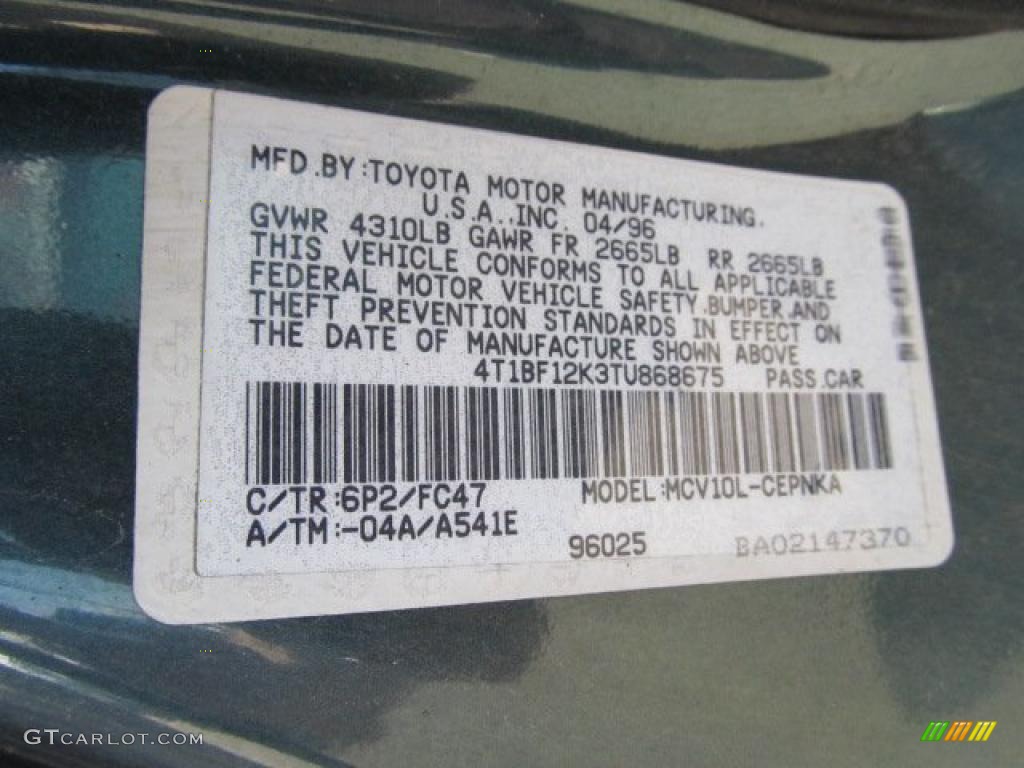 MFD.BY:TOYOTA MOTOR MANUFACTURING.
U.S.A.,INC. 04/96
GVWR 4310LB GAWR FR 2665LB RR 2665LB
THIS VEHICLE CONFORMS TO ALL APPLICABLE
FEDERAL MOTOR VEHICLE SAFETY,BUMPER,AND
THEFT PREVENTION STANDARDS IN EFFECT ON
THE DATE OF MANUFACTURE SHOWN ABOVE
4T1BF12K3TU868675 PASS.CAR
C/TR:6P2/FC47 MODEL:MCV10L-CEPNKA
A/TM:-04A/A541E
96025 BA02147370
GTCARLOT.COM